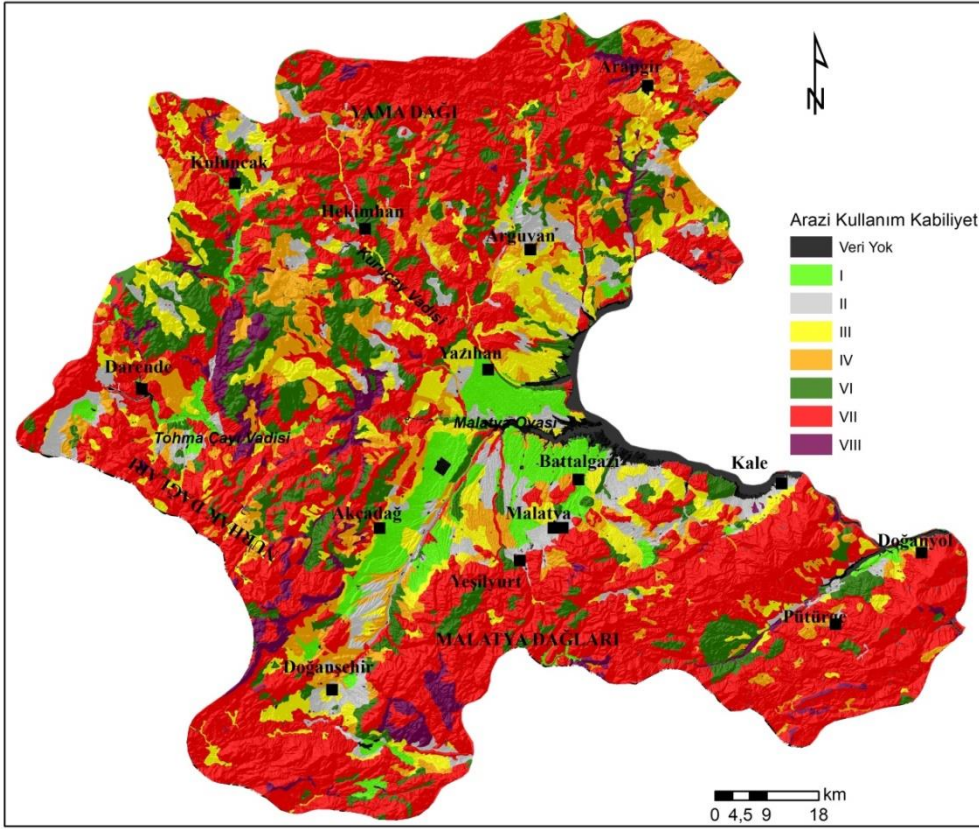 N
Arapgir
YAMA DAĞI
Kuluncak
Hekimhan
Arguvan
Kuruçay Vadisi
Arazi Kullanım Kabiliyet
Veri Yok
I
II
III
IV
VI
VII
VIII
Yazıhan
Darende
Malatya Ovası
Tohma Çayı Vadisi
Battalgazi
Kale
NURHAK DAĞLARI
Akçadağ
Malatya
Doğanyol
Yeşilyurt
Pütürge
MALATYA DAĞLARI
Doğanşehir
km
0 4,5 9 18